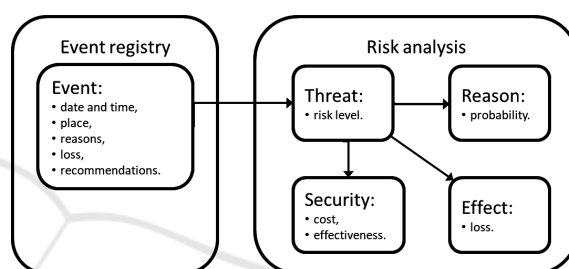 Event registry
Event:
• date and time,
• place,
• reasons,
• loss,
• recommendations.
Risk analysis
Threat:
• risk level.
Reason:
• probability.
Security:
• cost,
• effectiveness.
Effect:
• loss.